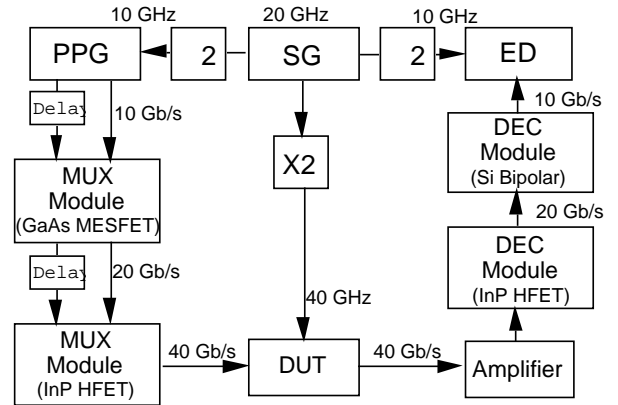 10 GHz
20 GHz
10 GHz
PPG
2
SG
2
ED
Delay
10 Gb/s
10 Gb/s
X2
DEC
Module
(Si Bipolar)
MUX
Module
(GaAs MESFET)
20 Gb/s
Delay
20 Gb/s
DEC
Module
(InP HFET)
40 GHz
MUX
Module
(InP HFET)
40 Gb/s
DUT
40 Gb/s
Amplifier